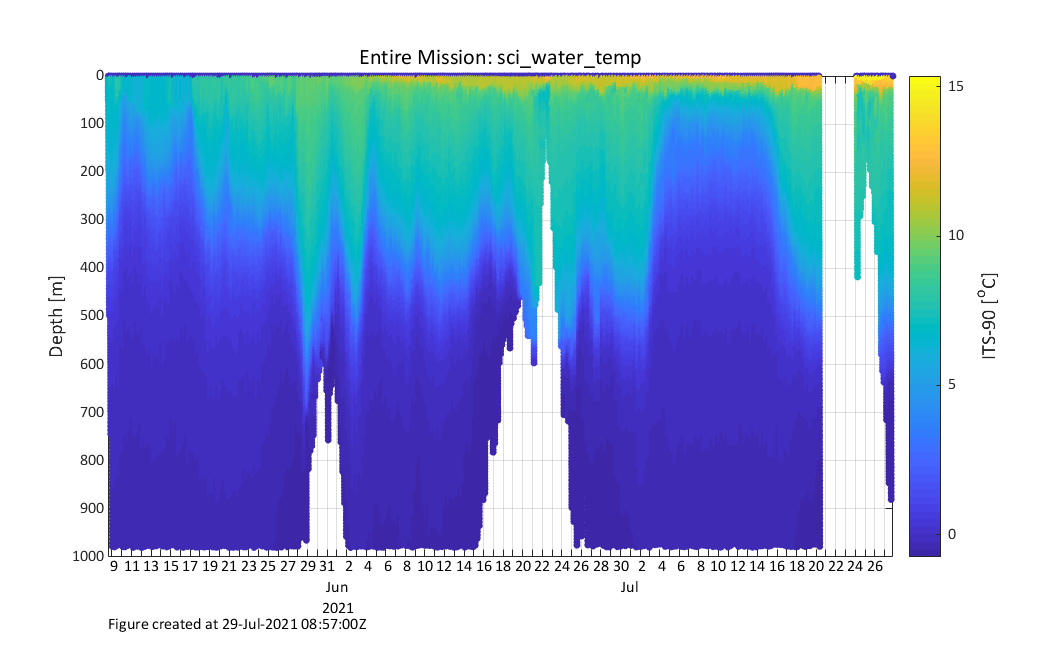 Entire Mission: sci_water_temp
0
100
200
300
400
500
600
700
800
900
1000
Depth [m]
9 11 13 15 17 19 21 23 25 27 29 31 2 4 6 8 10 12 14 16 18 20 22 24 26 28 30 2 4 6 8 10 12 14 16 18 20 22 24 26
Jun Jul
2021
15
10
5
0
ITS-90 [°C]
Figure created at 29-Jul-2021 08:57:00Z